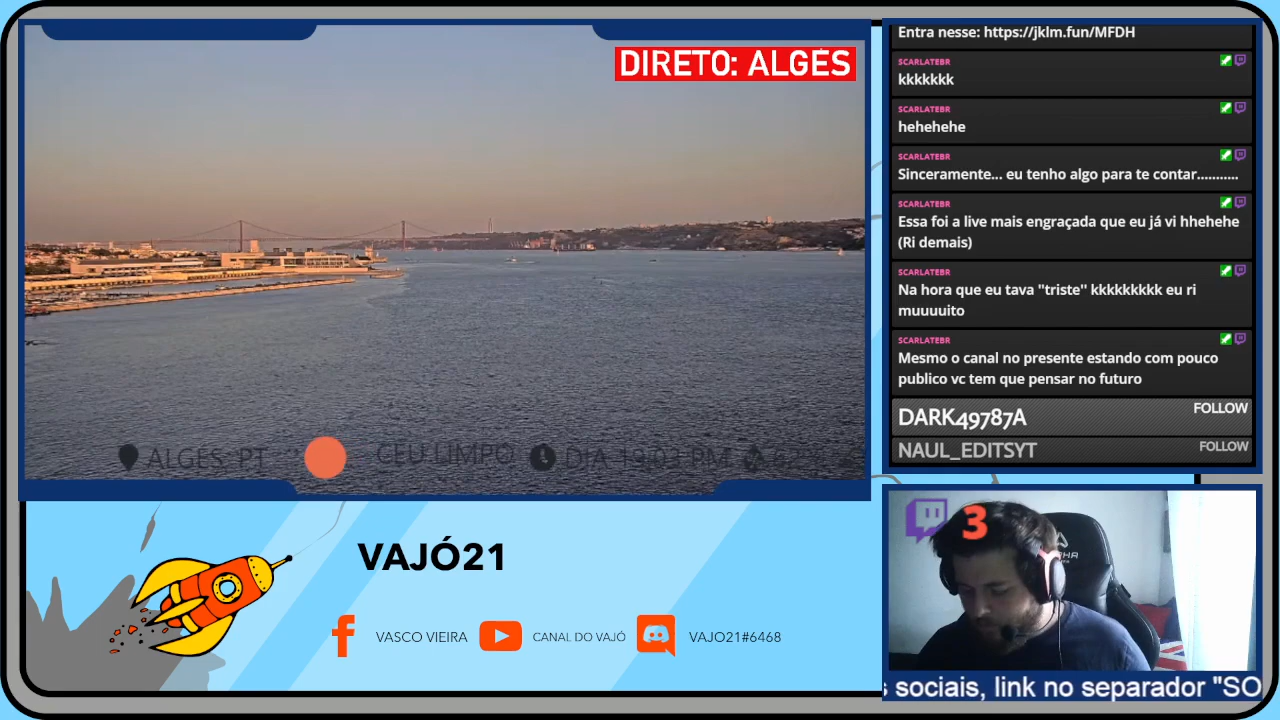 DIRETO: ALGÉS
ALGÉS, PT
CÉU LIMPO
DIA
PM
VAJÓ21
VASCO VIEIRA
CANAL DO VAJÓ
VAJO21#6468
Entra nesse: https://jklm.fun/MFDH
SCARLATEBR
kkkkkkk
SCARLATEBR
hehehehe
SCARLATEBR
Sinceramente... eu tenho algo para te contar...........
SCARLATEBR
Essa foi a live mais engraçada que eu já vi hhehehe
(Ri demais)
SCARLATEBR
Na hora que eu tava "triste" kkkkkkkkk eu ri
muuuuito
SCARLATEBR
Mesmo o canal no presente estando com pouco
publico vc tem que pensar no futuro
DARK49787A FOLLOW
NAUL_EDITSYT FOLLOW
3
sociais, link no separador "SO